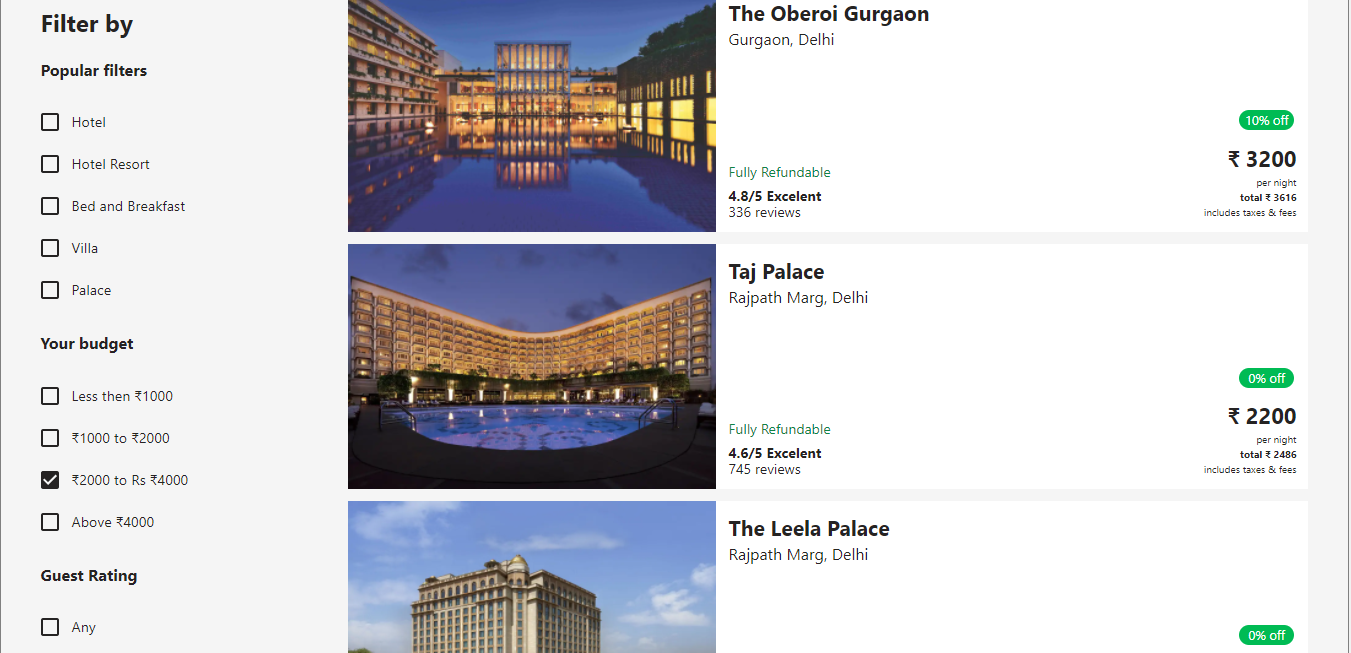 Filter by
Popular filters
Hotel
Hotel Resort
Bed and Breakfast
Villa
Palace
Your budget
Less then ₹1000
₹1000 to ₹2000
₹2000 to Rs ₹4000
Above ₹4000
Guest Rating
Any
The Oberoi Gurgaon
Gurgaon, Delhi
10% off
₹ 3200
per night
total ₹ 3616
includes taxes & fees
Fully Refundable
4.8/5 Excelent
336 reviews
Taj Palace
Rajpath Marg, Delhi
0% off
₹ 2200
per night
total ₹ 2486
includes taxes & fees
Fully Refundable
4.6/5 Excelent
745 reviews
The Leela Palace
Rajpath Marg, Delhi
0% off